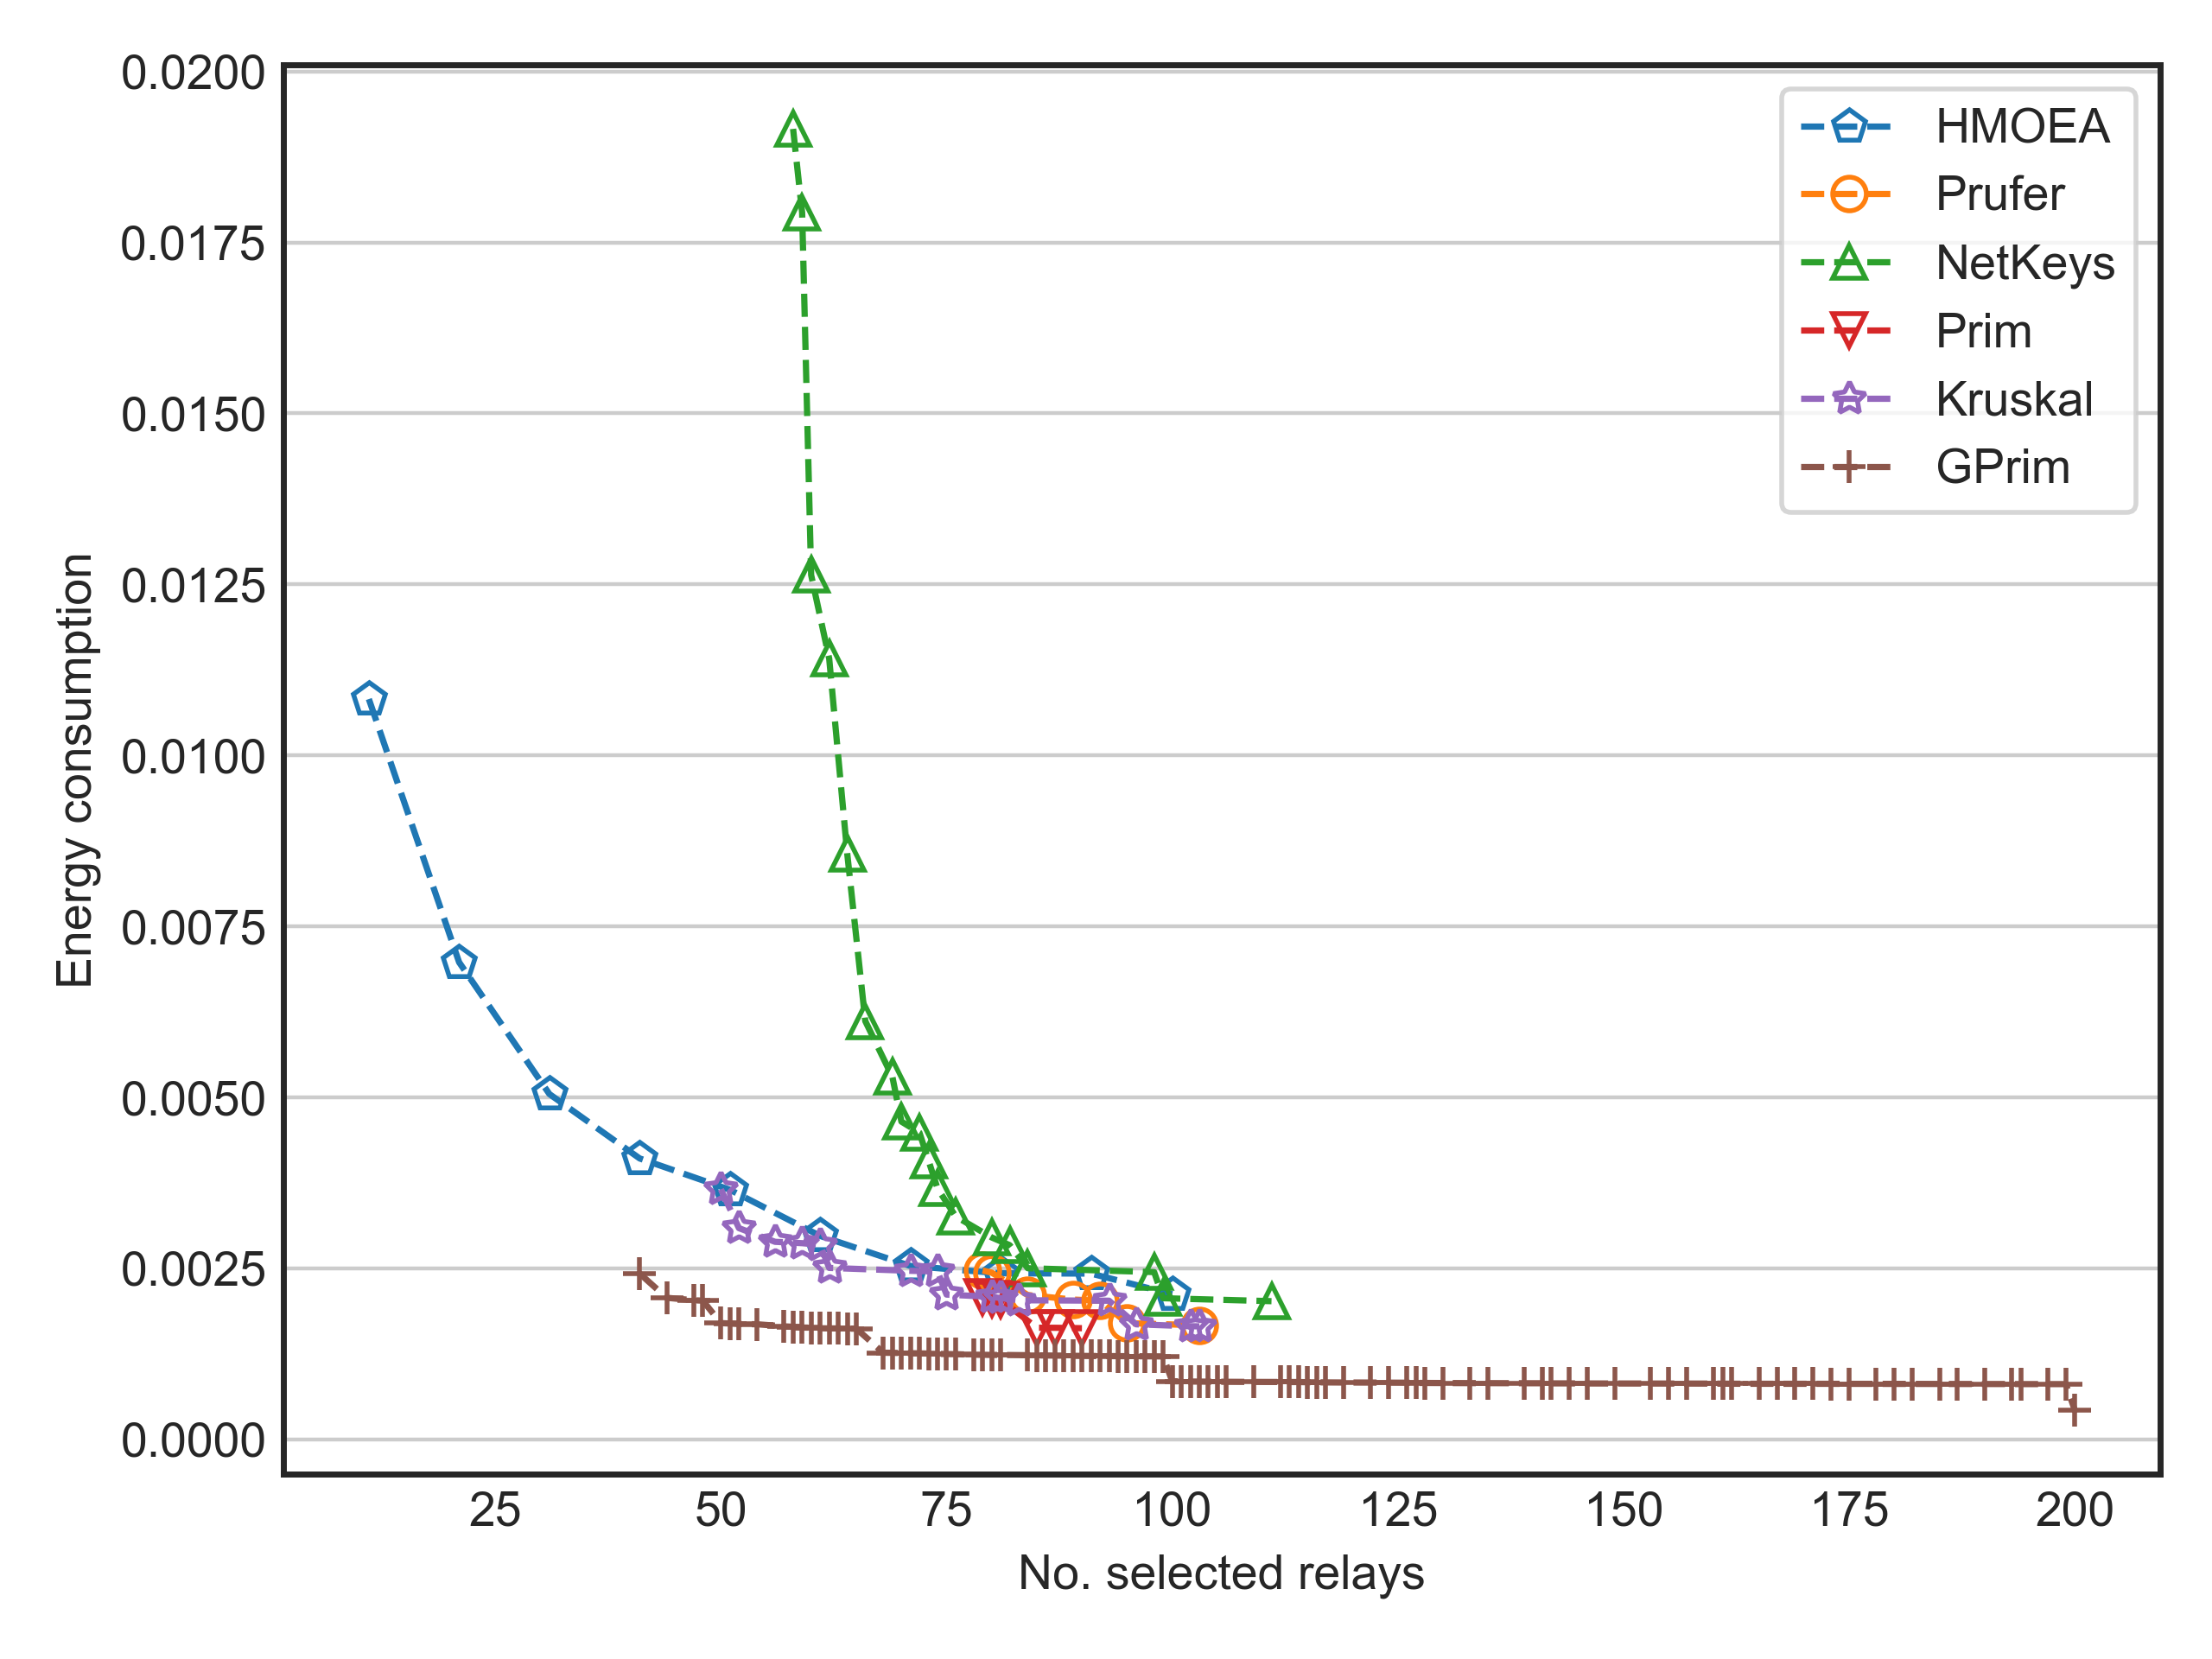 0.0200
0.0175
0.0150
0.0125
0.0100
0.0075
0.0050
0.0025
0.0000
Energy consumption
25 50 75 100 125 150 175 200
No. selected relays
HMOEA
Prufer
NetKeys
Prim
Kruskal
GPrim